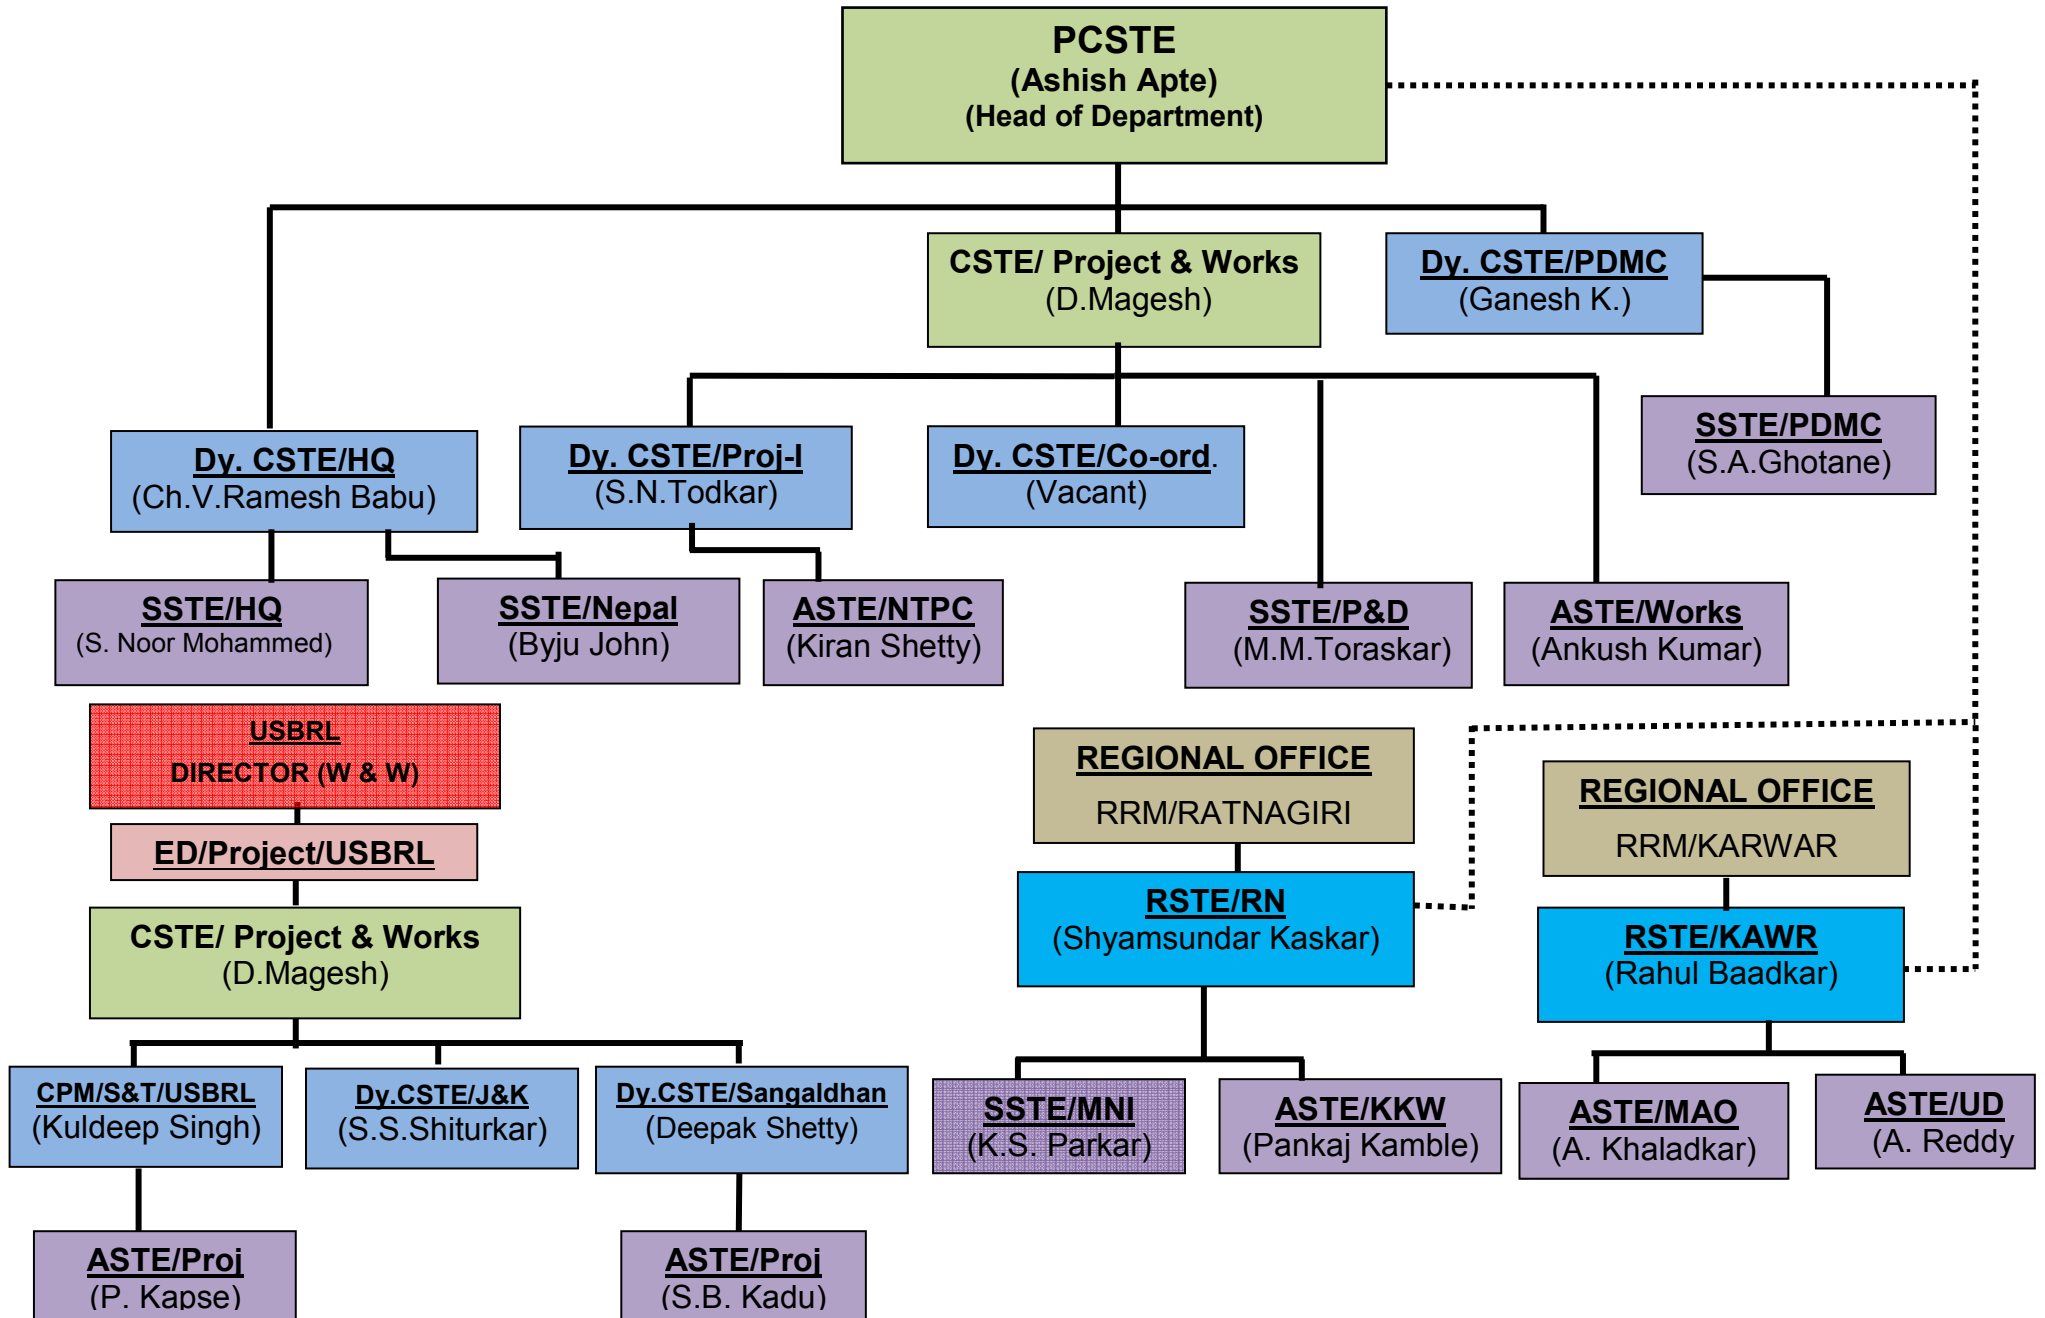 PCSTE
(Ashish Apte)
(Head of Department)
CSTE/ Project & Works
(D.Magesh)
Dy. CSTE/PDMC
(Ganesh K.)
SSTE/PDMC
(S.A.Ghotane)
Dy. CSTE/HQ
(Ch.V.Ramesh Babu)
Dy. CSTE/Proj-I
(S.N.Todkar)
Dy. CSTE/Co-ord.
(Vacant)
SSTE/HQ
(S. Noor Mohammed)
SSTE/Nepal
(Byju John)
ASTE/NTPC
(Kiran Shetty)
SSTE/P&D
(M.M.Toraskar)
ASTE/Works
(Ankush Kumar)
USBRL
DIRECTOR (W & W)
ED/Project/USBRL
CSTE/ Project & Works
(D.Magesh)
CPM/S&T/USBRL
(Kuldeep Singh)
Dy.CSTE/J&K
(S.S.Shiturkar)
Dy.CSTE/Sangaldhan
(Deepak Shetty)
ASTE/Proj
(P. Kapse)
ASTE/Proj
(S.B. Kadu)
REGIONAL OFFICE
RRM/RATNAGIRI
RSTE/RN
(Shyamsundar Kaskar)
SSTE/MNI
(K.S. Parkar)
ASTE/KKW
(Pankaj Kamble)
REGIONAL OFFICE
RRM/KARWAR
RSTE/KAWR
(Rahul Baadkar)
ASTE/MAO
(A. Khaladkar)
ASTE/UD
(A. Reddy